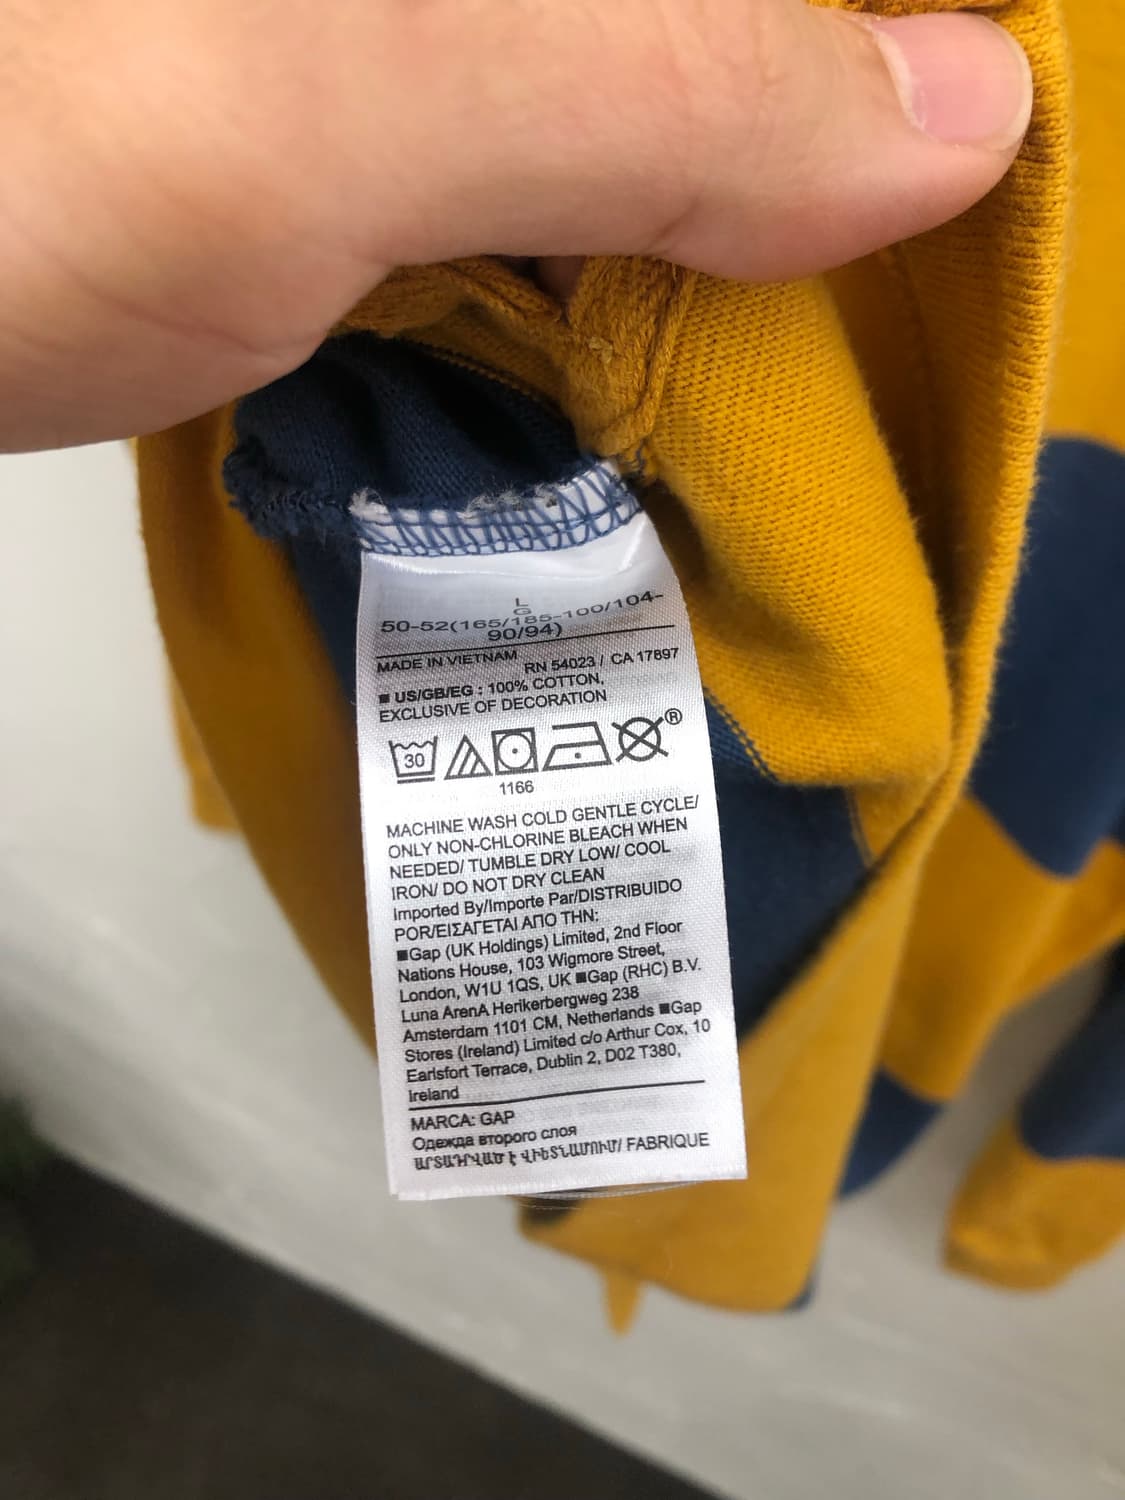 L
G
50-52(165/185-100/104-
90/94)
MADE IN VIETNAM RN 54023 / CA 17897
■ US/GB/EG : 100% COTTON,
EXCLUSIVE OF DECORATION
30 ®
1166
MACHINE WASH COLD GENTLE CYCLE/
ONLY NON-CHLORINE BLEACH WHEN
NEEDED/ TUMBLE DRY LOW/ COOL
IRON/ DO NOT DRY CLEAN
Imported By/Importe Par/DISTRIBUIDO
POR/ΕΙΣΑΓΕΤΑΙ ΑΠΟ ΤΗΝ:
■Gap (UK Holdings) Limited, 2nd Floor
Nations House, 103 Wigmore Street,
London, W1U 1QS, UK ■Gap (RHC) B.V.
Luna ArenA Herikerbergweg 238
Amsterdam 1101 CM, Netherlands ■Gap
Stores (Ireland) Limited c/o Arthur Cox, 10
Earlsfort Terrace, Dublin 2, D02 T380,
Ireland
MARCA: GAP
Одежда второго слоя
ԱՐՏԱԴՐՎԱԾ Է ՎԻԵՏՆԱՄՈՒՄ/ FABRIQUE